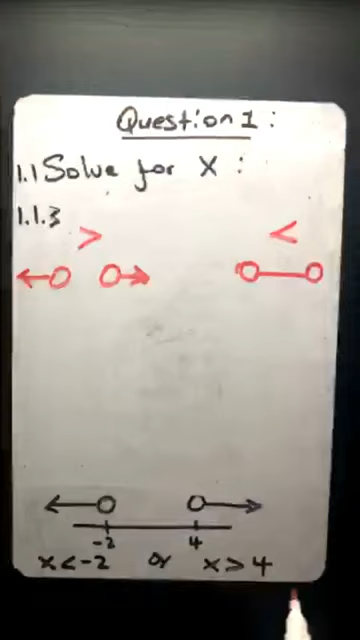 Question 1:
1.1 Solve for X:
1.1.3
> <
-2 4
x < -2 or x > 4